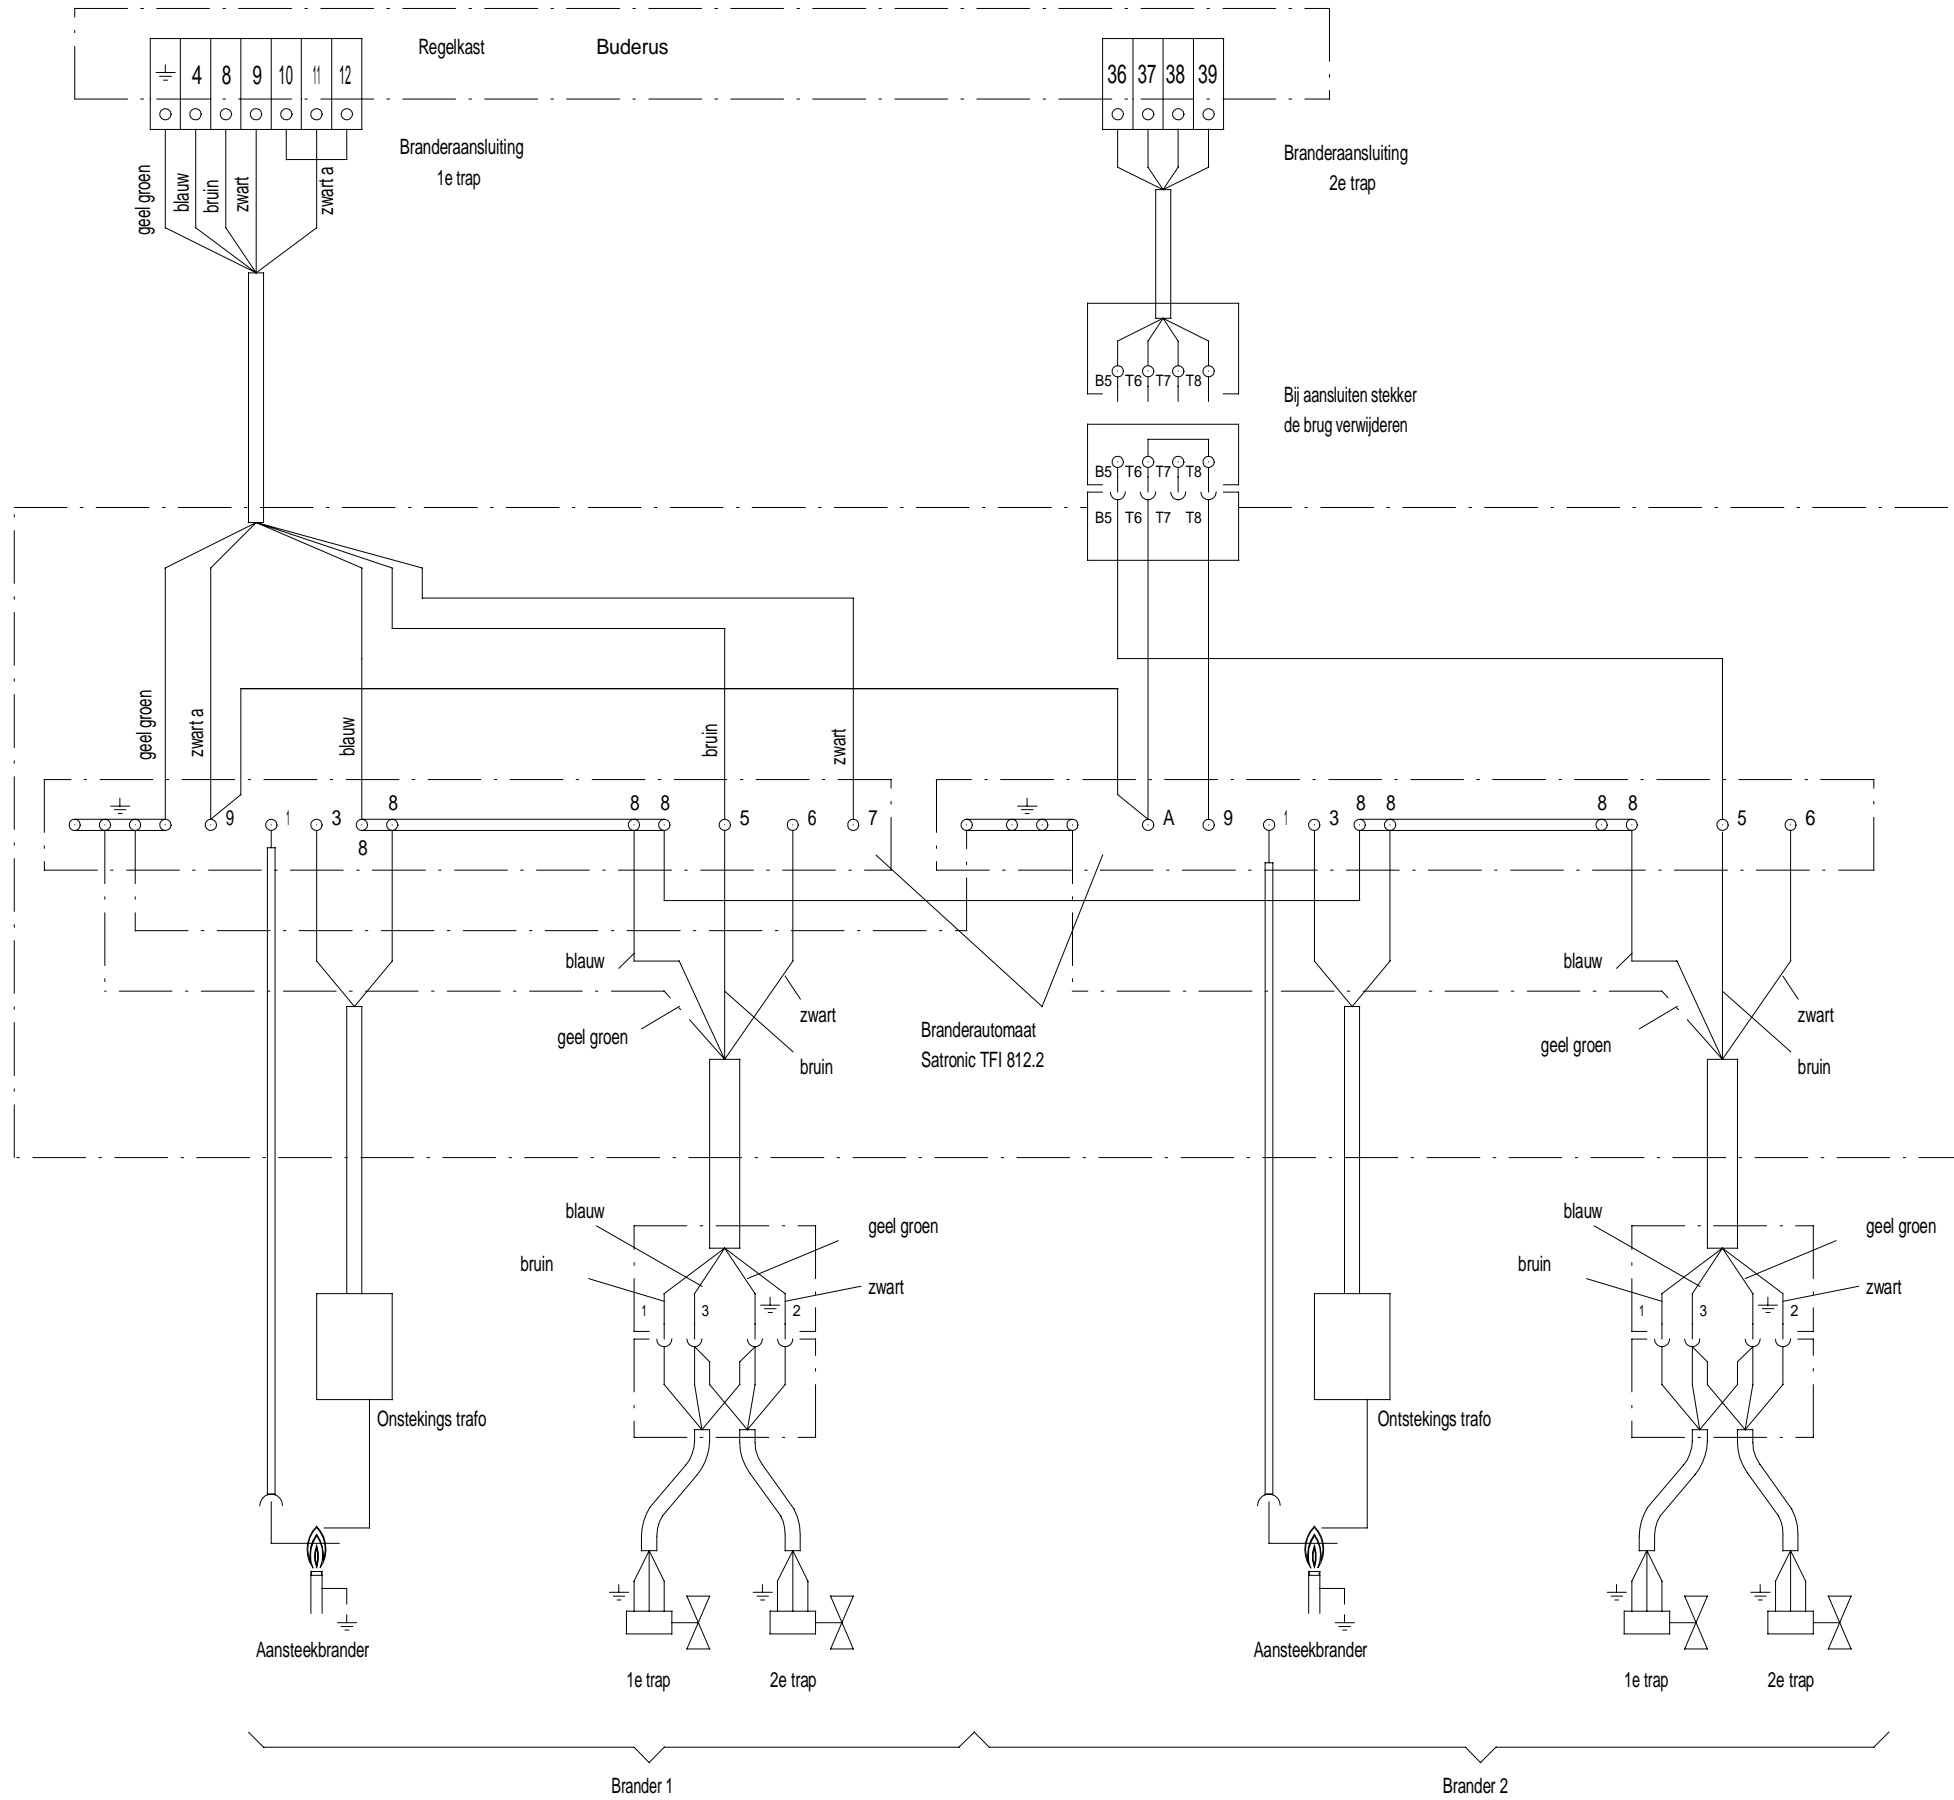 Regelkast Buderus
4 8 9 10 11 12
36 37 38 39
Branderaansluiting
1e trap
Branderaansluiting
2e trap
geel groen
blauw
bruin
zwart
zwart a
B5 T6 T7 T8
Bij aansluiten stekker
de brug verwijderen
B5 T6 T7 T8
B5 T6 T7 T8
geel groen
zwart a
blauw
bruin
zwart
9 1 3 8 8 8 8 5 6 7
A 9 1 3 8 8 8 8 5 6
blauw
zwart
geel groen
bruin
Branderautomaat
Satronic TFI 812.2
blauw
zwart
geel groen
bruin
blauw
geel groen
bruin
zwart
1 3 2
blauw
geel groen
bruin
zwart
1 3 2
Onstekings trafo
Ontstekings trafo
Aansteekbrander
1e trap
2e trap
Aansteekbrander
1e trap
2e trap
Brander 1
Brander 2